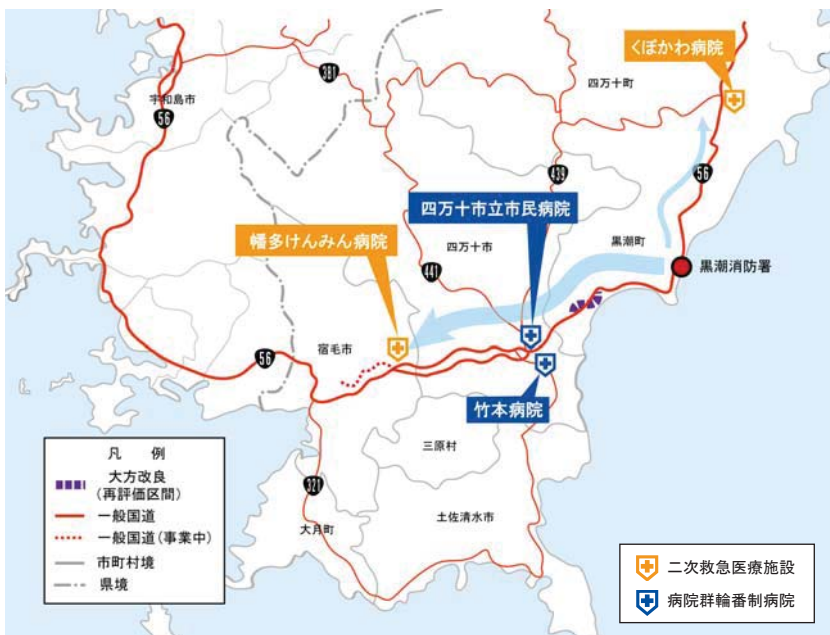 くぼかわ病院
四万十町
381
宇和島市
56
439
56
四万十市立市民病院
幡多けんみん病院
四万十市
黒潮町
黒潮消防署
441
宿毛市
56
竹本病院
三原村
321
土佐清水市
大月町
凡 例
大方改良
(再評価区間)
一般国道
一般国道(事業中)
市町村境
県境
二次救急医療施設
病院群輪番制病院